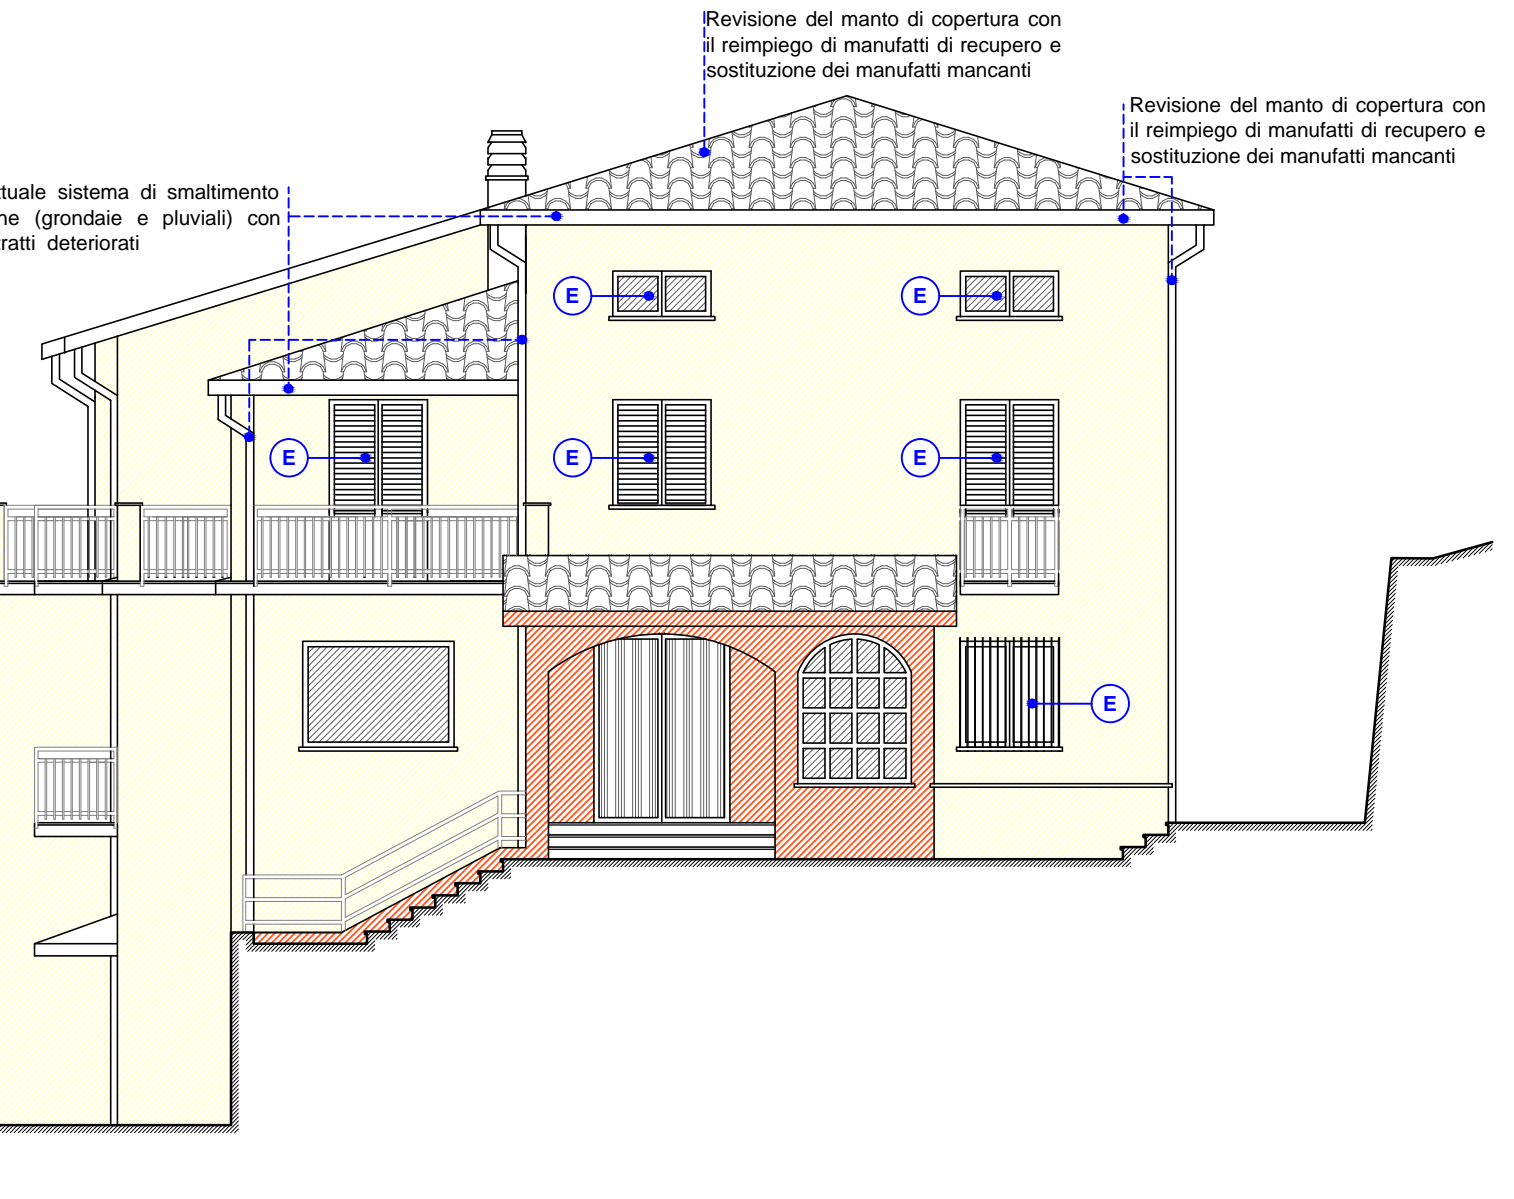 Revisione del manto di copertura con
il reimpiego di manufatti di recupero e
sostituzione dei manufatti mancanti
Revisione del manto di copertura con
il reimpiego di manufatti di recupero e
sostituzione dei manufatti mancanti
sistema di smaltimento
(grondaie e pluviali) con
tratti deteriorati
E
E
E
E
E
E